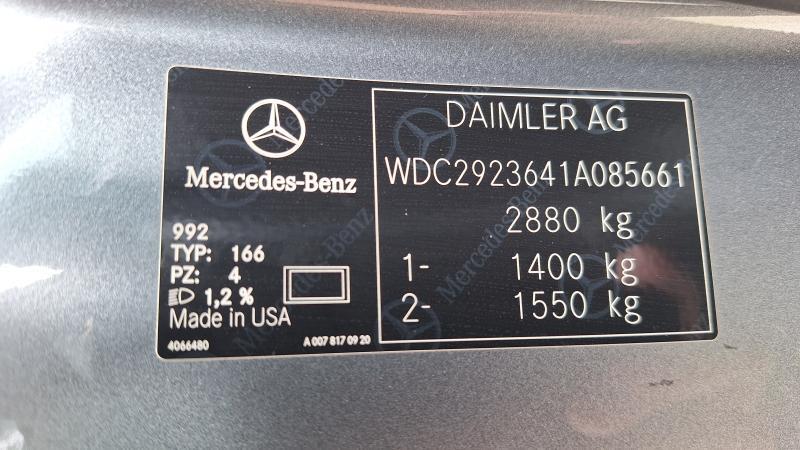 Mercedes-Benz
992
TYP: 166
PZ: 4
1,2 %
Made in USA
4066480
A 007 817 09 20
DAIMLER AG
WDC2923641A085661
2880 kg
1- 1400 kg
2- 1550 kg